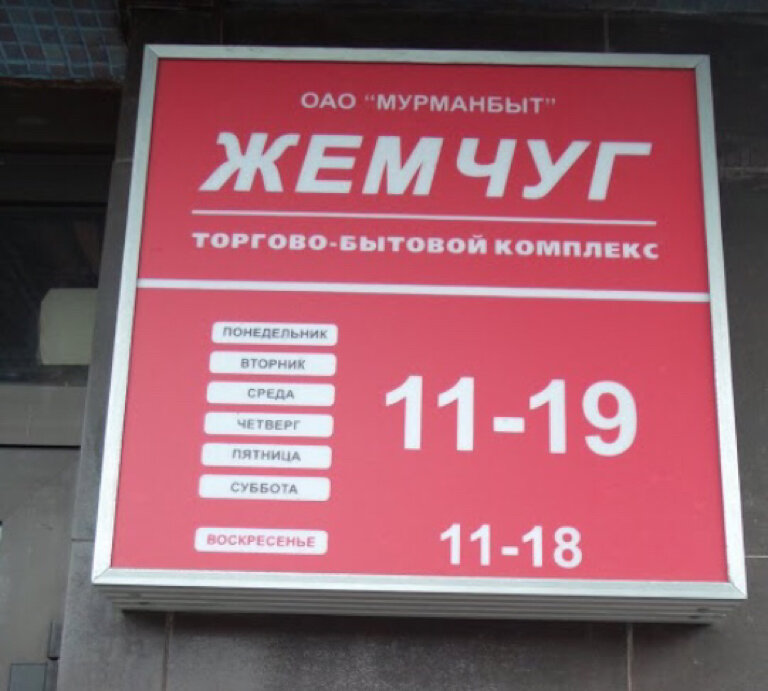 ОАО “МУРМАНБЫТ”
ЖЕМЧУГ
ТОРГОВО-БЫТОВОЙ КОМПЛЕКС
ПОНЕДЕЛЬНИК
ВТОРНИК
СРЕДА
ЧЕТВЕРГ
ПЯТНИЦА
СУББОТА
11-19
ВОСКРЕСЕНЬЕ 11-18